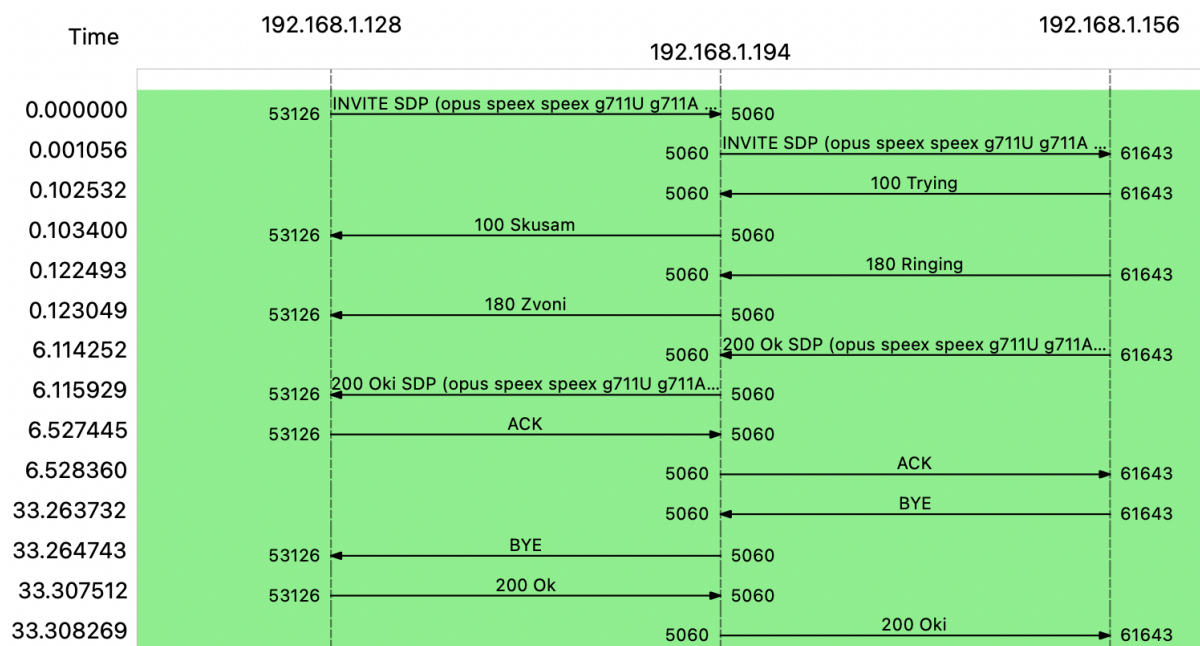 192.168.1.128 192.168.1.156
Time
192.168.1.194
0.000000 53126 INVITE SDP (opus speex speex g711U g711A ... 5060
0.001056 5060 INVITE SDP (opus speex speex g711U g711A ... 61643
0.102532 5060 100 Trying 61643
0.103400 53126 100 Skusam 5060
0.122493 5060 180 Ringing 61643
0.123049 53126 180 Zvoni 5060
6.114252 5060 200 Ok SDP (opus speex speex g711U g711A... 61643
6.115929 53126 200 Oki SDP (opus speex speex g711U g711A... 5060
6.527445 53126 ACK 5060
6.528360 5060 ACK 61643
33.263732 5060 BYE 61643
33.264743 53126 BYE 5060
33.307512 53126 200 Ok 5060
33.308269 5060 200 Oki 61643